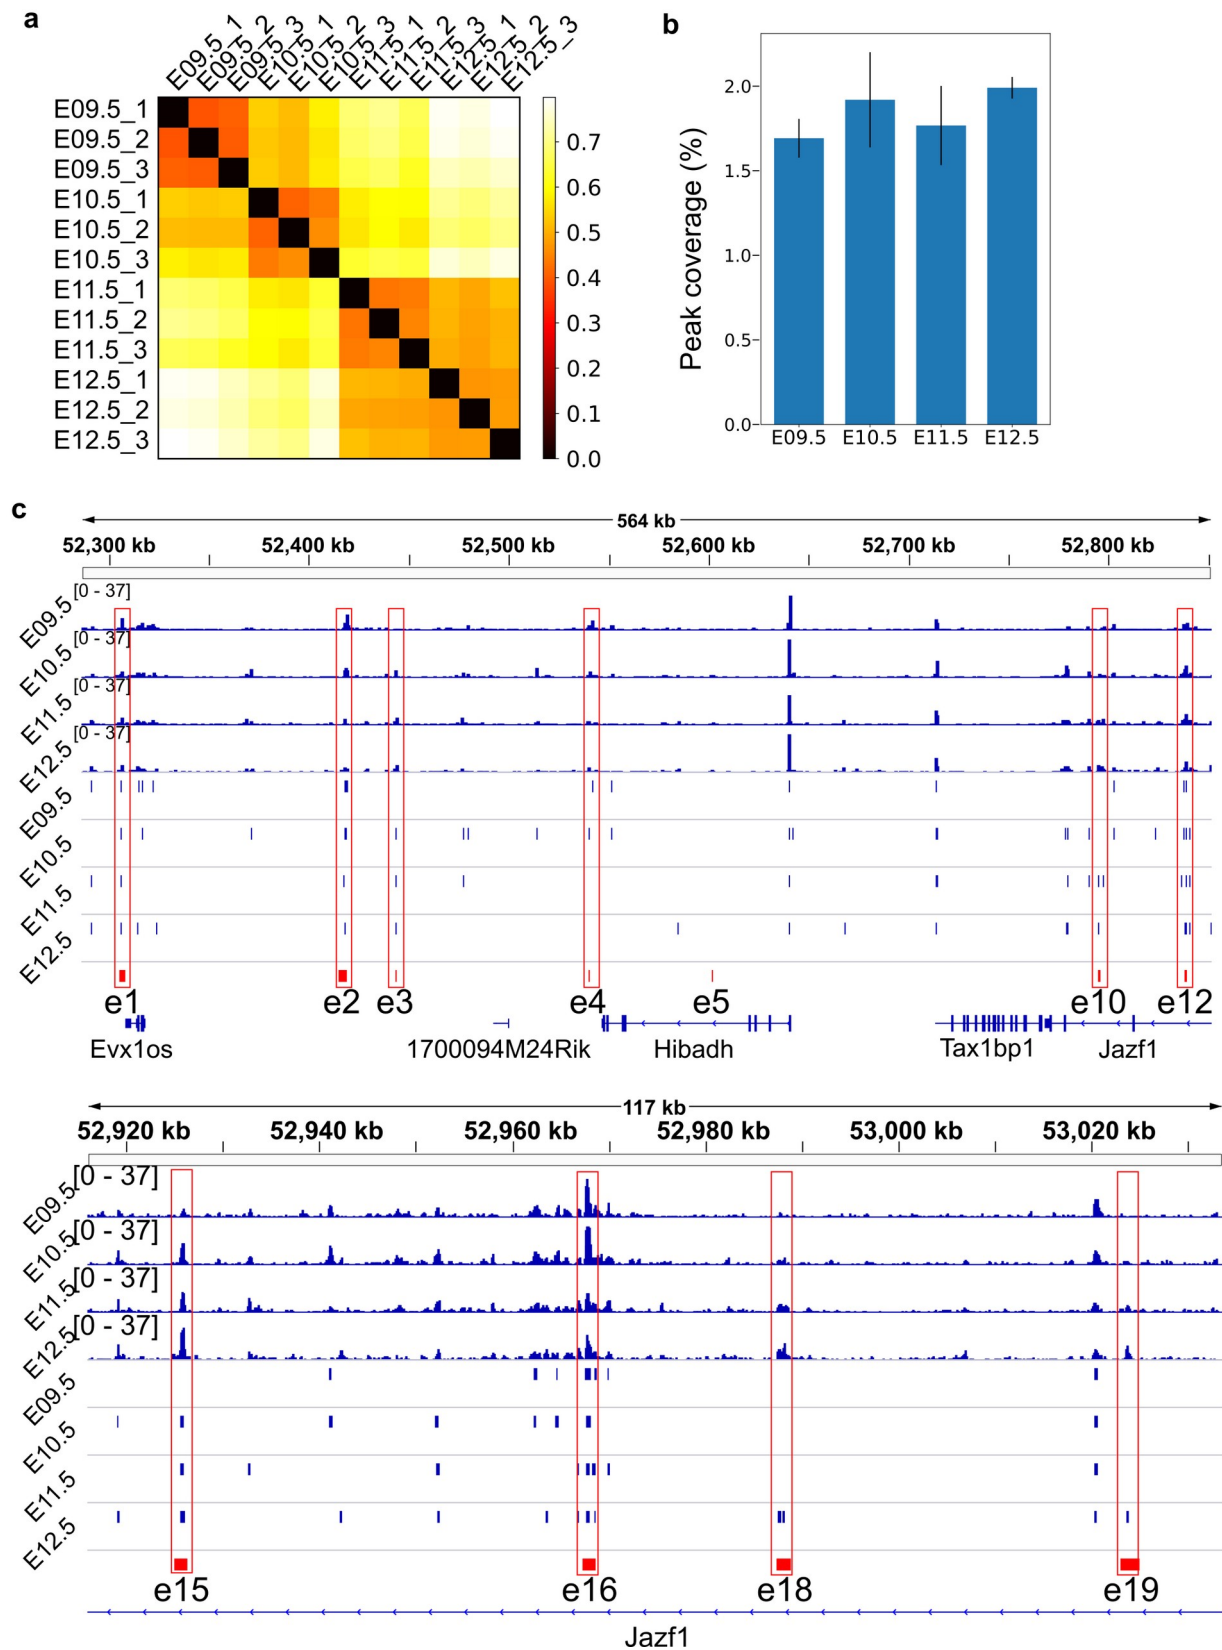 a
E09.5_1 E09.5_2 E09.5_3 E10.5_1 E10.5_2 E10.5_3 E11.5_1 E11.5_2 E11.5_3 E12.5_1 E12.5_2 E12.5_3
E09.5_1
E09.5_2
E09.5_3
E10.5_1
E10.5_2
E10.5_3
E11.5_1
E11.5_2
E11.5_3
E12.5_1
E12.5_2
E12.5_3
0.7
0.6
0.5
0.4
0.3
0.2
0.1
0.0
b
Peak coverage (%)
2.0
1.5
1.0
0.5
0.0
E09.5 E10.5 E11.5 E12.5
c
564 kb
52,300 kb 52,400 kb 52,500 kb 52,600 kb 52,700 kb 52,800 kb
E09.5 [0 - 37]
E10.5 [0 - 37]
E11.5 [0 - 37]
E12.5 [0 - 37]
E09.5
E10.5
E11.5
E12.5
e1 e2 e3 e4 e5 e10 e12
Evx1os 1700094M24Rik Hibadh Tax1bp1 Jazf1
117 kb
52,920 kb 52,940 kb 52,960 kb 52,980 kb 53,000 kb 53,020 kb
E09.5 [0 - 37]
E10.5 [0 - 37]
E11.5 [0 - 37]
E12.5 [0 - 37]
E09.5
E10.5
E11.5
E12.5
e15 e16 e18 e19
Jazf1